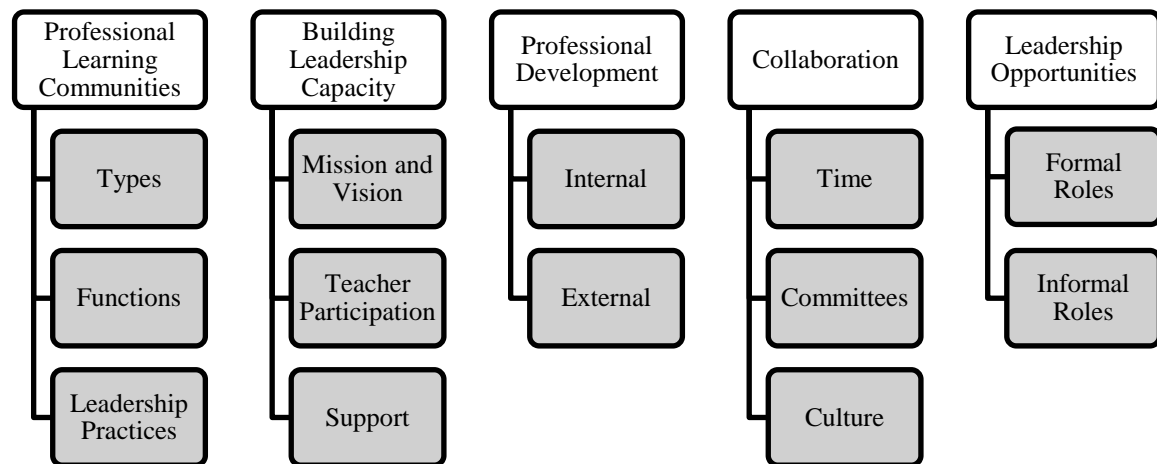 Professional
Learning
Communities
Types
Functions
Leadership
Practices
Building
Leadership
Capacity
Mission and
Vision
Teacher
Participation
Support
Professional
Development
Internal
External
Collaboration
Time
Committees
Culture
Leadership
Opportunities
Formal
Roles
Informal
Roles